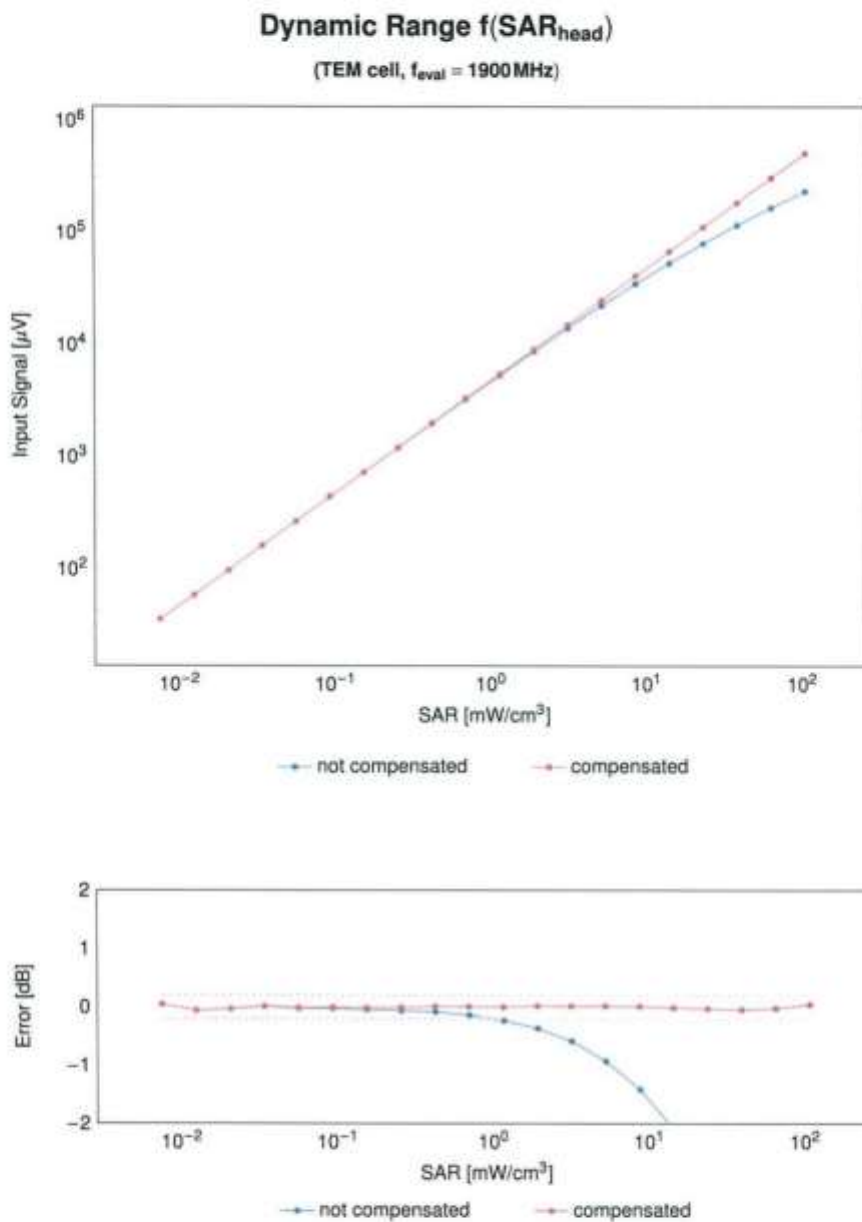 Dynamic Range f(SARhead)
(TEM cell, feval = 1900 MHz)
Input Signal [µV]
10⁶
10⁵
10⁴
10³
10²
10⁻² 10⁻¹ 10⁰ 10¹ 10²
SAR [mW/cm³]
not compensated compensated
Error [dB]
2
1
0
-1
-2
10⁻² 10⁻¹ 10⁰ 10¹ 10²
SAR [mW/cm³]
not compensated compensated